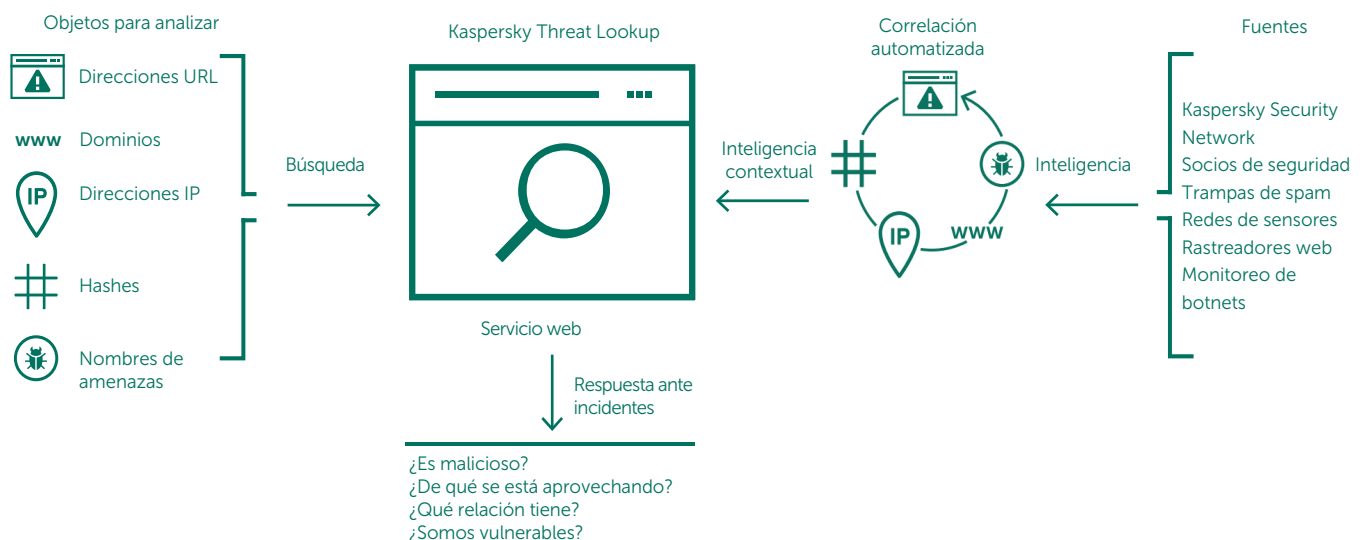 Objetos para analizar
Direcciones URL
www
Dominios
IP
Direcciones IP
Hashes
Nombres de
amenazas
Búsqueda
Kaspersky Threat Lookup
Servicio web
Respuesta ante
incidentes
¿Es malicioso?
¿De qué se está aprovechando?
¿Qué relación tiene?
¿Somos vulnerables?
Inteligencia
contextual
Correlación
automatizada
IP
www
Inteligencia
Fuentes
Kaspersky Security
Network
Socios de seguridad
Trampas de spam
Redes de sensores
Rastreadores web
Monitoreo de
botnets